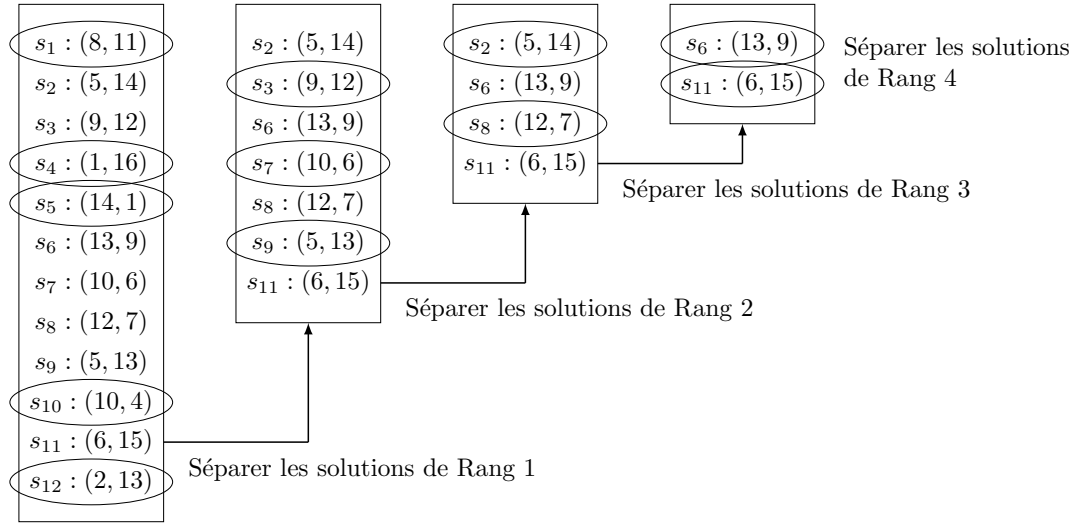 s₁ : (8, 11)
s₂ : (5, 14)
s₃ : (9, 12)
s₄ : (1, 16)
s₅ : (14, 1)
s₆ : (13, 9)
s₇ : (10, 6)
s₈ : (12, 7)
s₉ : (5, 13)
s₁₀ : (10, 4)
s₁₁ : (6, 15)
s₁₂ : (2, 13)
Séparer les solutions de Rang 1
s₂ : (5, 14)
s₃ : (9, 12)
s₆ : (13, 9)
s₇ : (10, 6)
s₈ : (12, 7)
s₉ : (5, 13)
s₁₁ : (6, 15)
Séparer les solutions de Rang 2
s₂ : (5, 14)
s₆ : (13, 9)
s₈ : (12, 7)
s₁₁ : (6, 15)
Séparer les solutions de Rang 3
s₆ : (13, 9)
s₁₁ : (6, 15)
Séparer les solutions
de Rang 4